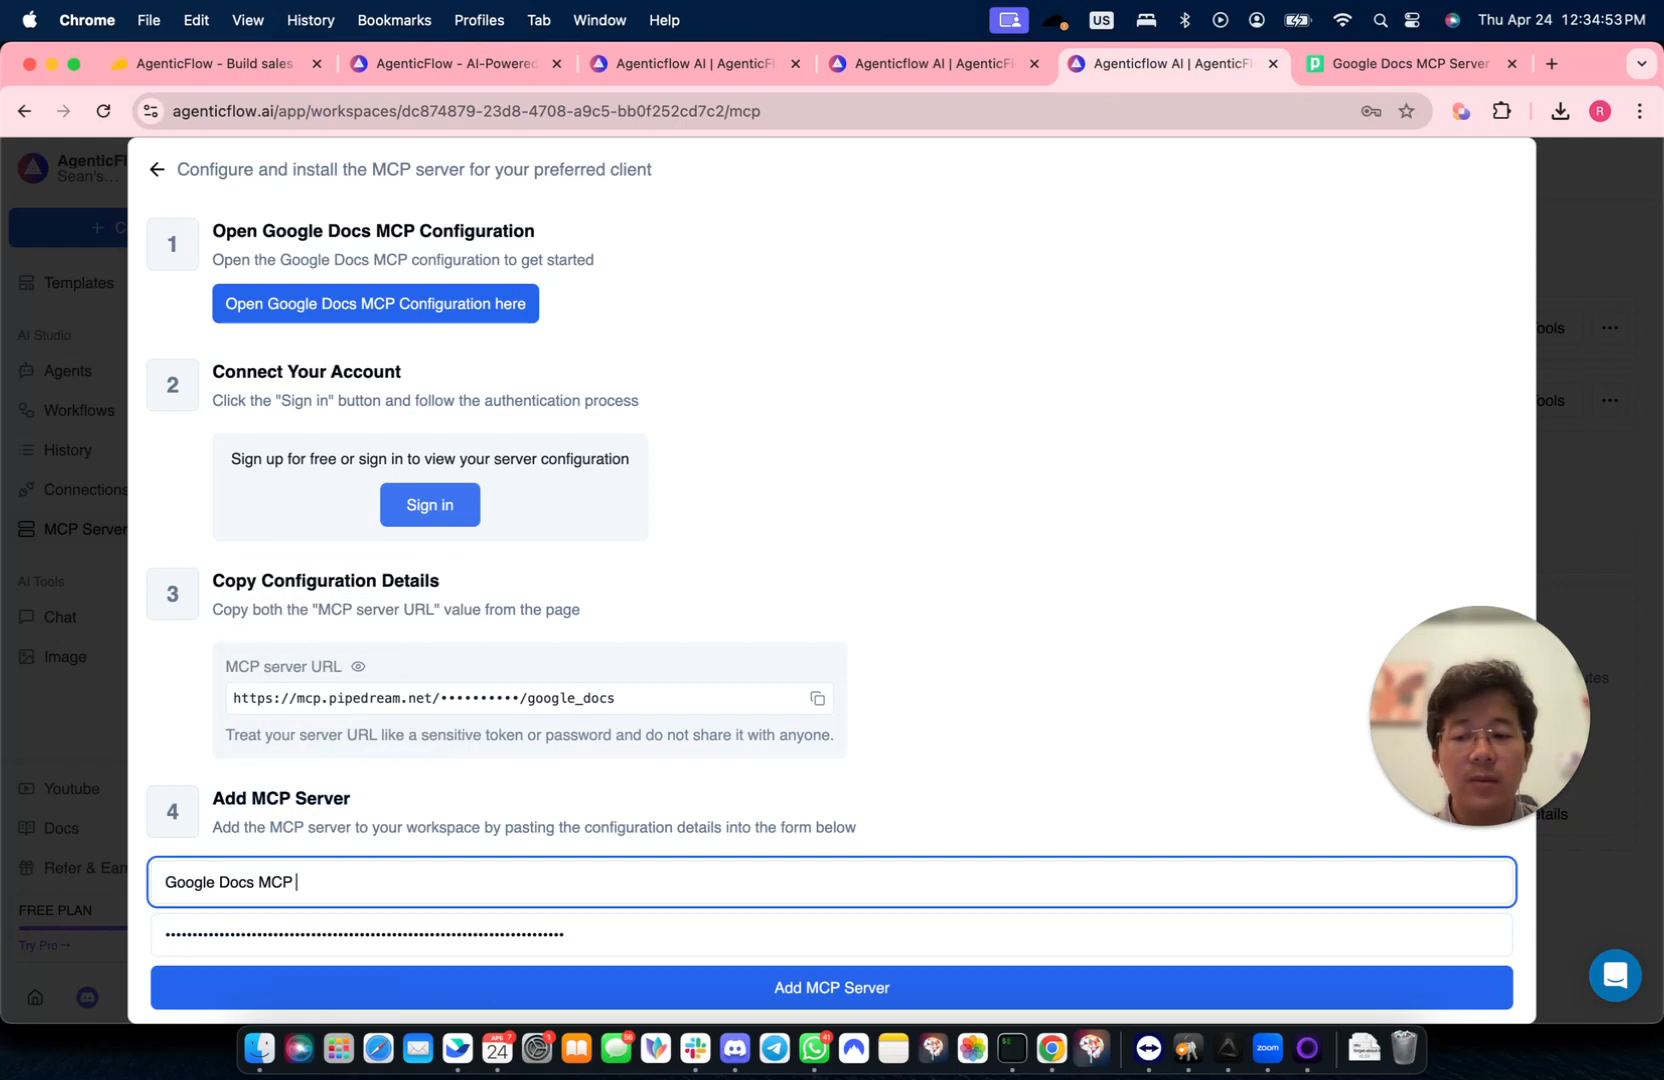 Chrome File Edit View History Bookmarks Profiles Tab Window Help US Thu Apr 24 12:34:53 PM
AgenticFlow - Build sales
AgenticFlow - AI-Powered
Agenticflow AI | AgenticFl
Agenticflow AI | AgenticFl
Agenticflow AI | AgenticFl
Google Docs MCP Server
agenticflow.ai/app/workspaces/dc874879-23d8-4708-a9c5-bb0f252cd7c2/mcp
R
AgenticFl
Sean's...
+ C
Templates
AI Studio
Agents
Workflows
History
Connections
MCP Server
AI Tools
Chat
Image
Youtube
Docs
Refer & Earn
FREE PLAN
Try Pro→
Configure and install the MCP server for your preferred client
1
Open Google Docs MCP Configuration
Open the Google Docs MCP configuration to get started
Open Google Docs MCP Configuration here
2
Connect Your Account
Click the "Sign in" button and follow the authentication process
Sign up for free or sign in to view your server configuration
Sign in
3
Copy Configuration Details
Copy both the "MCP server URL" value from the page
MCP server URL
https://mcp.pipedream.net/••••••••••/google_docs
Treat your server URL like a sensitive token or password and do not share it with anyone.
4
Add MCP Server
Add the MCP server to your workspace by pasting the configuration details into the form below
Google Docs MCP
Add MCP Server
ools
ools
utes
etails
APR
24
7
1
41
zoom